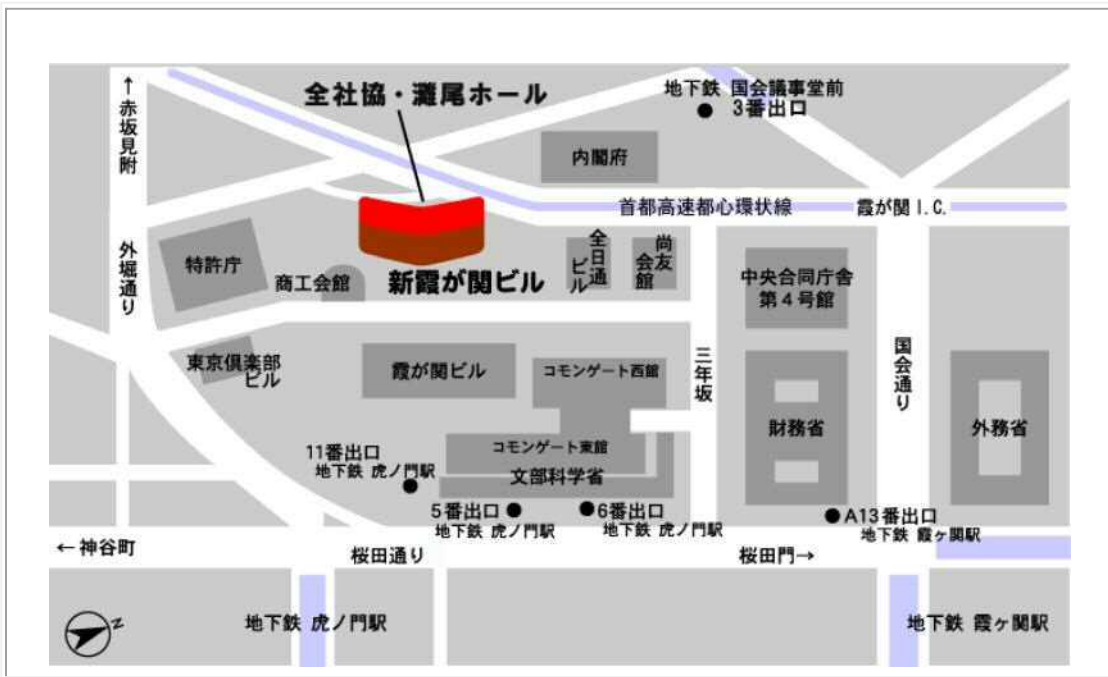 ↑赤坂見附
全社協・灘尾ホール
地下鉄 国会議事堂前
3番出口
内閣府
首都高速都心環状線
霞が関 I.C.
外堀通り
特許庁
商工会館
新霞が関ビル
全日通
ビル
尚友
会館
中央合同庁舎
第4号館
東京倶楽部
ビル
霞が関ビル
コモンゲート西館
三年坂
国会通り
コモンゲート東館
文部科学省
財務省
外務省
11番出口
地下鉄 虎ノ門駅
5番出口
地下鉄 虎ノ門駅
6番出口
地下鉄 虎ノ門駅
A13番出口
地下鉄 霞ヶ関駅
←神谷町
桜田通り
桜田門→
地下鉄 虎ノ門駅
地下鉄 霞ヶ関駅
N